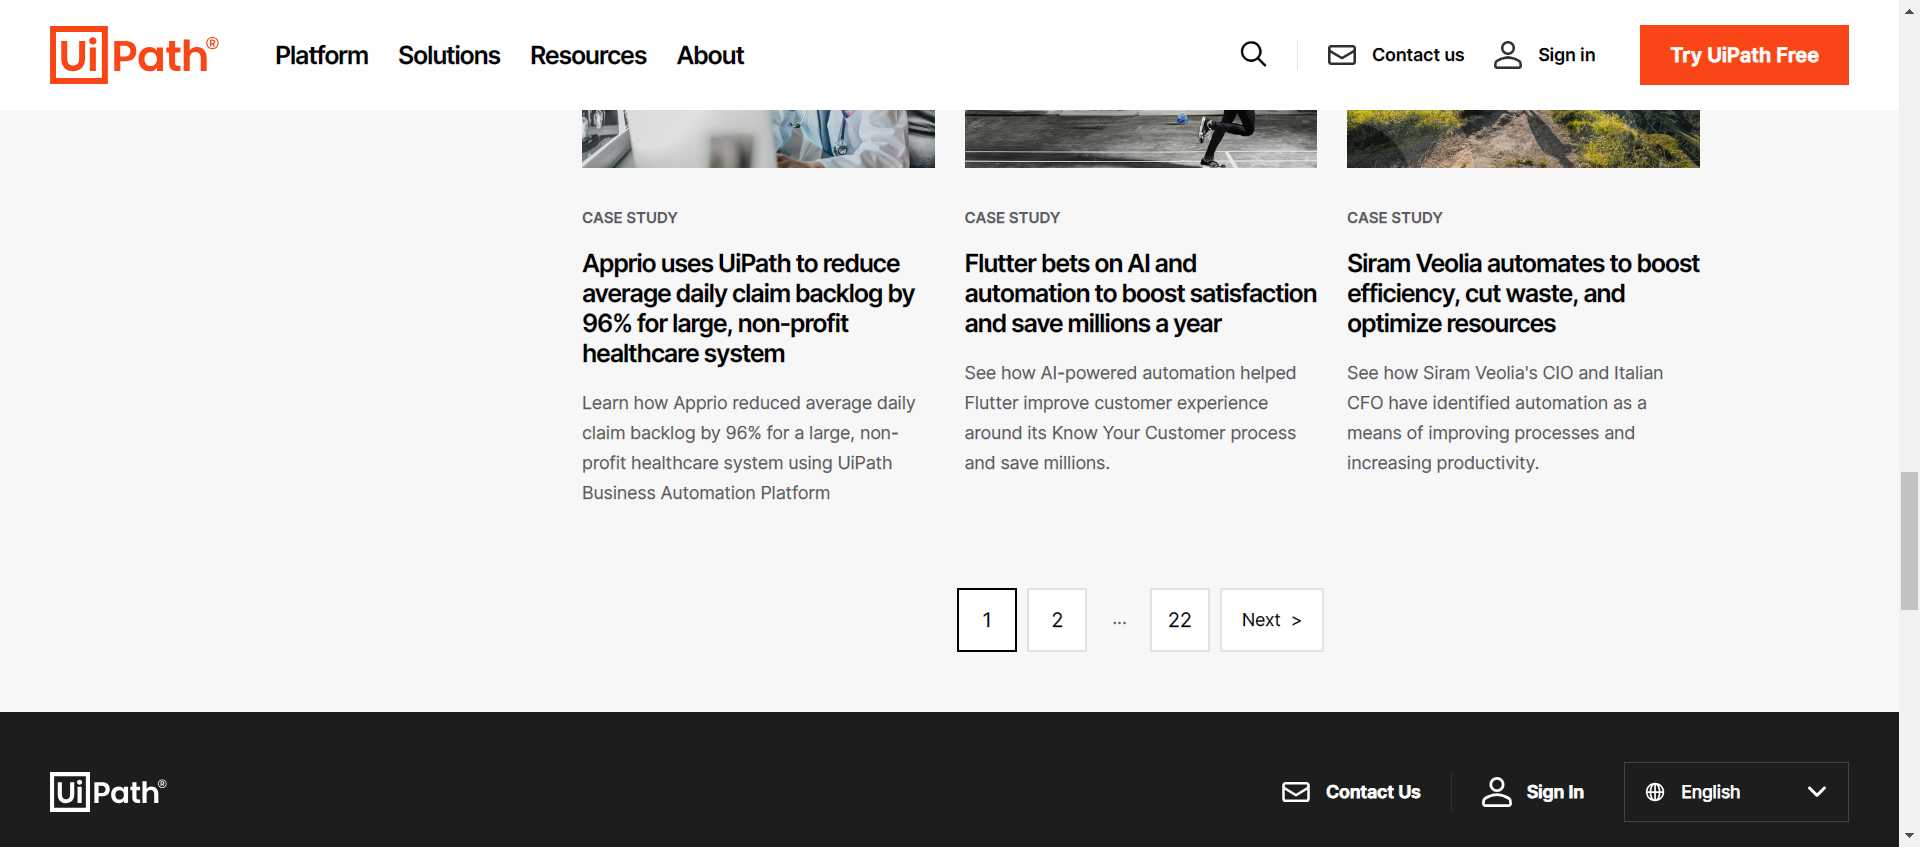 UiPath®
Platform
Solutions
Resources
About
Contact us
Sign in
Try UiPath Free
CASE STUDY
Apprio uses UiPath to reduce
average daily claim backlog by
96% for large, non-profit
healthcare system
Learn how Apprio reduced average daily
claim backlog by 96% for a large, non-
profit healthcare system using UiPath
Business Automation Platform
CASE STUDY
Flutter bets on AI and
automation to boost satisfaction
and save millions a year
See how AI-powered automation helped
Flutter improve customer experience
around its Know Your Customer process
and save millions.
CASE STUDY
Siram Veolia automates to boost
efficiency, cut waste, and
optimize resources
See how Siram Veolia's CIO and Italian
CFO have identified automation as a
means of improving processes and
increasing productivity.
1
2
...
22
Next >
UiPath®
Contact Us
Sign In
English